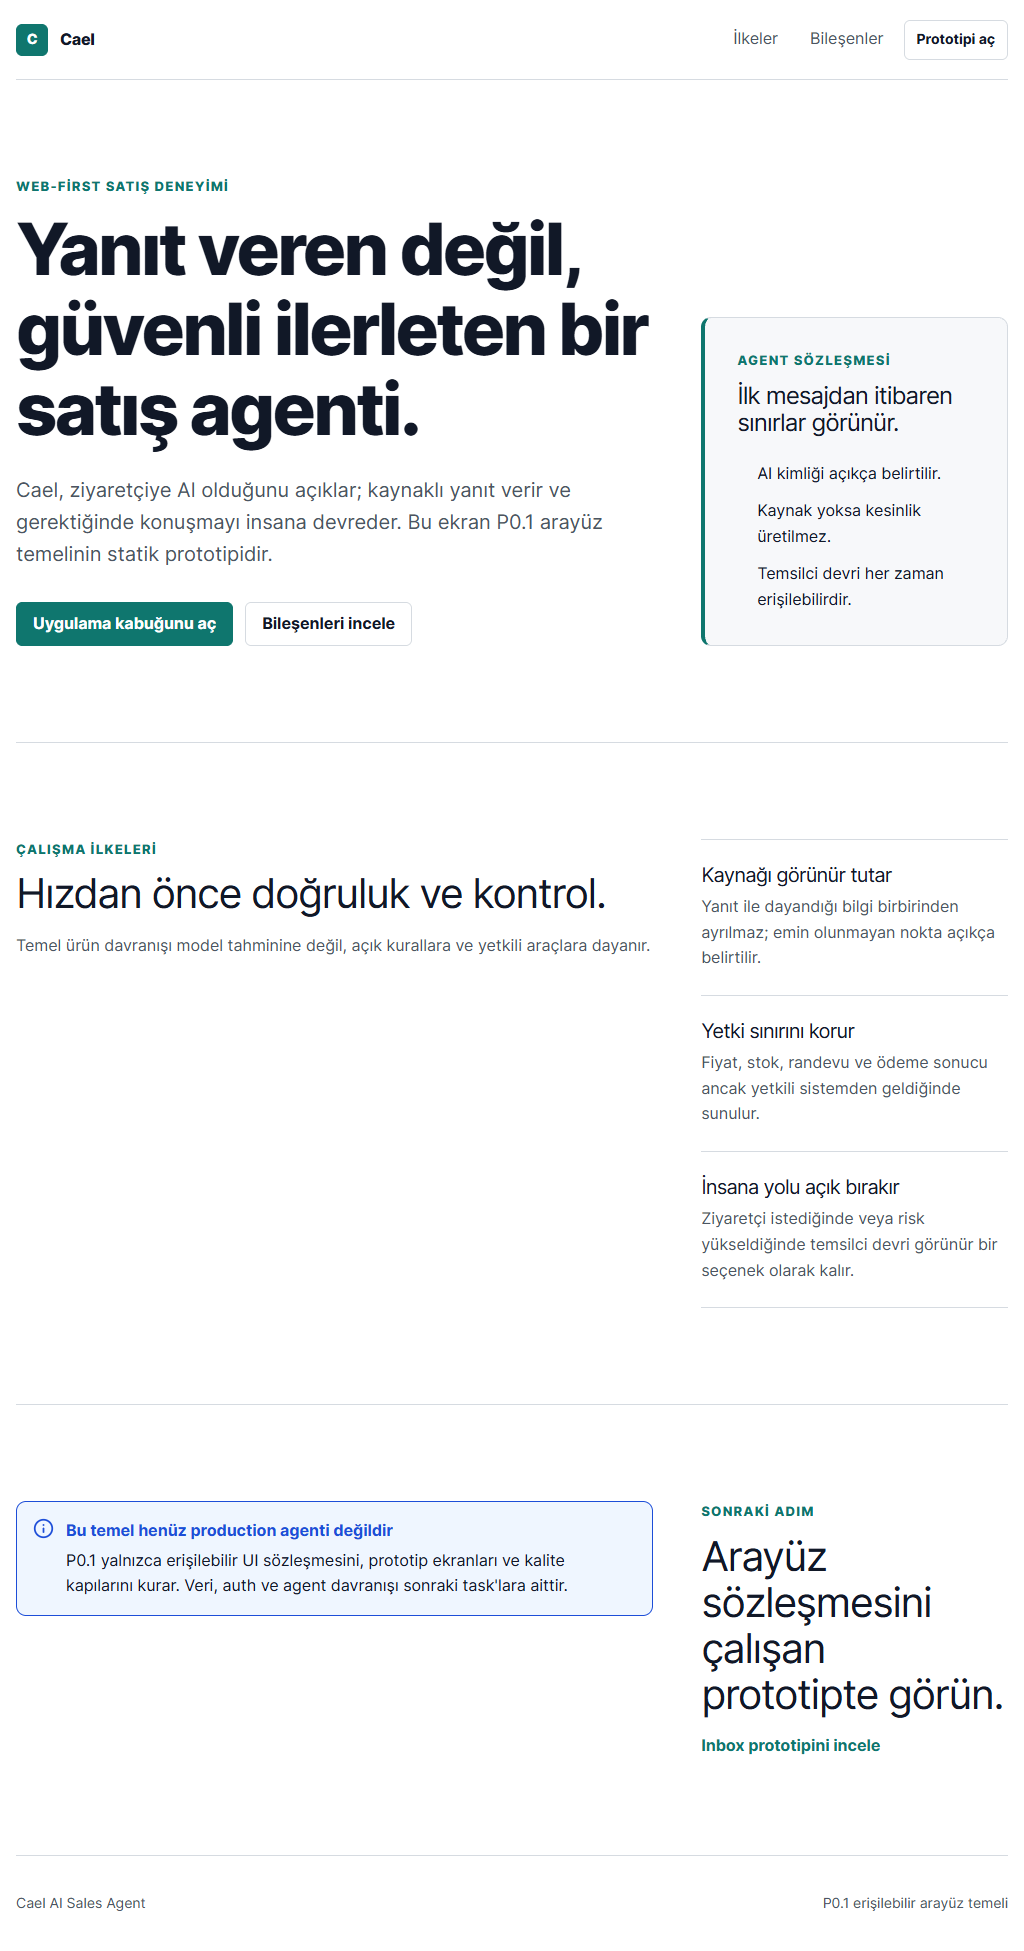 C
Cael
İlkeler
Bileşenler
Prototipi aç
WEB-FİRST SATIŞ DENEYİMİ
Yanıt veren değil,
güvenli ilerleten bir
satış agenti.
Cael, ziyaretçiye AI olduğunu açıklar; kaynaklı yanıt verir ve
gerektiğinde konuşmayı insana devreder. Bu ekran P0.1 arayüz
temelinin statik prototipidir.
Uygulama kabuğunu aç
Bileşenleri incele
AGENT SÖZLEŞMESİ
İlk mesajdan itibaren
sınırlar görünür.
AI kimliği açıkça belirtilir.
Kaynak yoksa kesinlik
üretilmez.
Temsilci devri her zaman
erişilebilirdir.
ÇALIŞMA İLKELERİ
Hızdan önce doğruluk ve kontrol.
Temel ürün davranışı model tahminine değil, açık kurallara ve yetkili araçlara dayanır.
Kaynağı görünür tutar
Yanıt ile dayandığı bilgi birbirinden
ayrılmaz; emin olunmayan nokta açıkça
belirtilir.
Yetki sınırını korur
Fiyat, stok, randevu ve ödeme sonucu
ancak yetkili sistemden geldiğinde
sunulur.
İnsana yolu açık bırakır
Ziyaretçi istediğinde veya risk
yükseldiğinde temsilci devri görünür bir
seçenek olarak kalır.
Bu temel henüz production agenti değildir
P0.1 yalnızca erişilebilir UI sözleşmesini, prototip ekranları ve kalite
kapılarını kurar. Veri, auth ve agent davranışı sonraki task'lara aittir.
SONRAKİ ADIM
Arayüz
sözleşmesini
çalışan
prototipte görün.
Inbox prototipini incele
Cael AI Sales Agent
P0.1 erişilebilir arayüz temeli